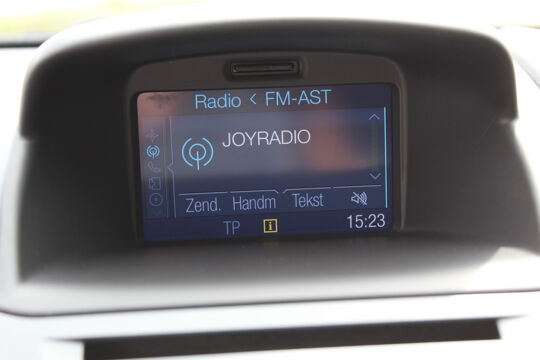 Radio < FM-AST
JOYRADIO
Zend. Handm Tekst
TP i 15:23